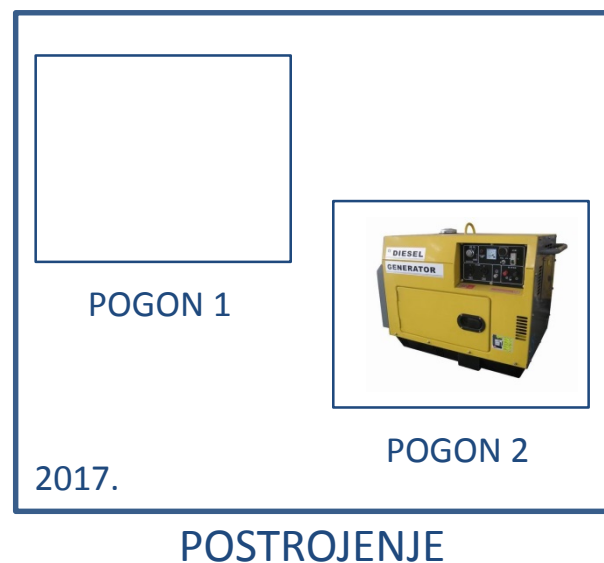 POGON 1
DIESEL
GENERATOR
POGON 2
2017.
POSTROJENJE